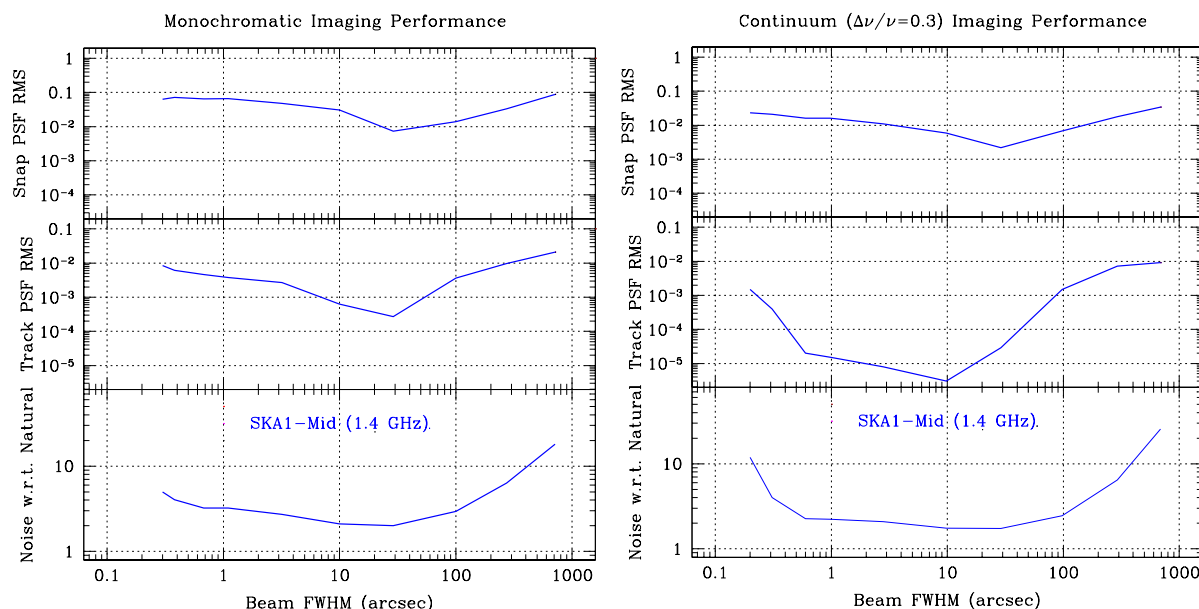 Monochromatic Imaging Performance
Snap PSF RMS
1
0.1
10⁻²
10⁻³
10⁻⁴
Track PSF RMS
0.1
10⁻²
10⁻³
10⁻⁴
10⁻⁵
Noise w.r.t. Natural
10
1
SKA1-Mid (1.4 GHz)
0.1 1 10 100 1000
Beam FWHM (arcsec)
Continuum (Δν/ν=0.3) Imaging Performance
Snap PSF RMS
1
0.1
10⁻²
10⁻³
10⁻⁴
Track PSF RMS
0.1
10⁻²
10⁻³
10⁻⁴
10⁻⁵
Noise w.r.t. Natural
10
1
SKA1-Mid (1.4 GHz)
0.1 1 10 100 1000
Beam FWHM (arcsec)